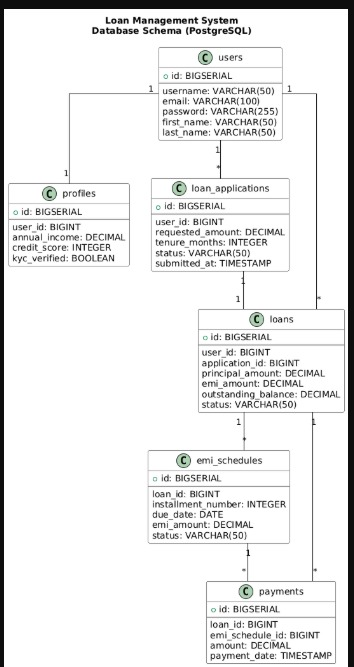 Loan Management System
Database Schema (PostgreSQL)
C users
id: BIGSERIAL
username: VARCHAR(50)
email: VARCHAR(100)
password: VARCHAR(255)
first_name: VARCHAR(50)
last_name: VARCHAR(50)
1
1
1
1
*
C profiles
id: BIGSERIAL
user_id: BIGINT
annual_income: DECIMAL
credit_score: INTEGER
kyc_verified: BOOLEAN
C loan_applications
id: BIGSERIAL
user_id: BIGINT
requested_amount: DECIMAL
tenure_months: INTEGER
status: VARCHAR(50)
submitted_at: TIMESTAMP
1
1
*
C loans
id: BIGSERIAL
user_id: BIGINT
application_id: BIGINT
principal_amount: DECIMAL
emi_amount: DECIMAL
outstanding_balance: DECIMAL
status: VARCHAR(50)
1
1
*
C emi_schedules
id: BIGSERIAL
loan_id: BIGINT
installment_number: INTEGER
due_date: DATE
emi_amount: DECIMAL
status: VARCHAR(50)
1
*
*
C payments
id: BIGSERIAL
loan_id: BIGINT
emi_schedule_id: BIGINT
amount: DECIMAL
payment_date: TIMESTAMP